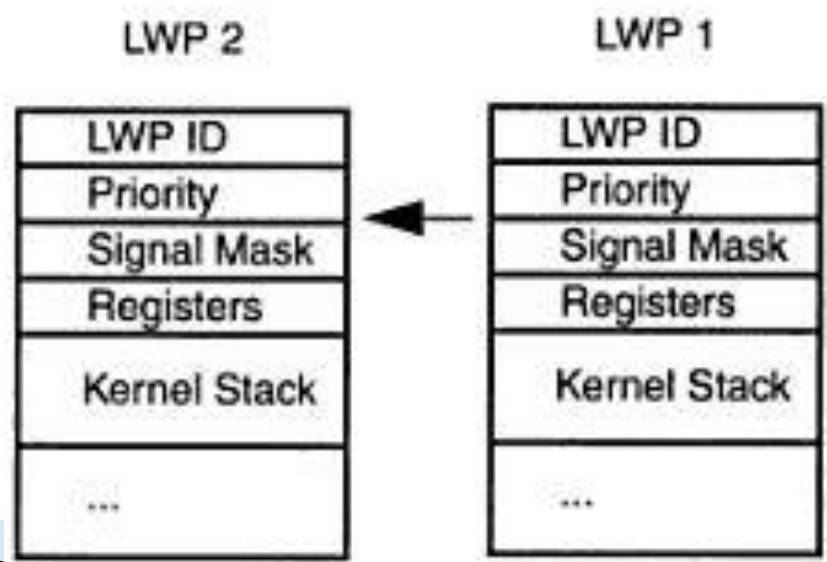 LWP 2
LWP 1
LWP ID
Priority
Signal Mask
Registers
Kernel Stack
...
LWP ID
Priority
Signal Mask
Registers
Kernel Stack
...